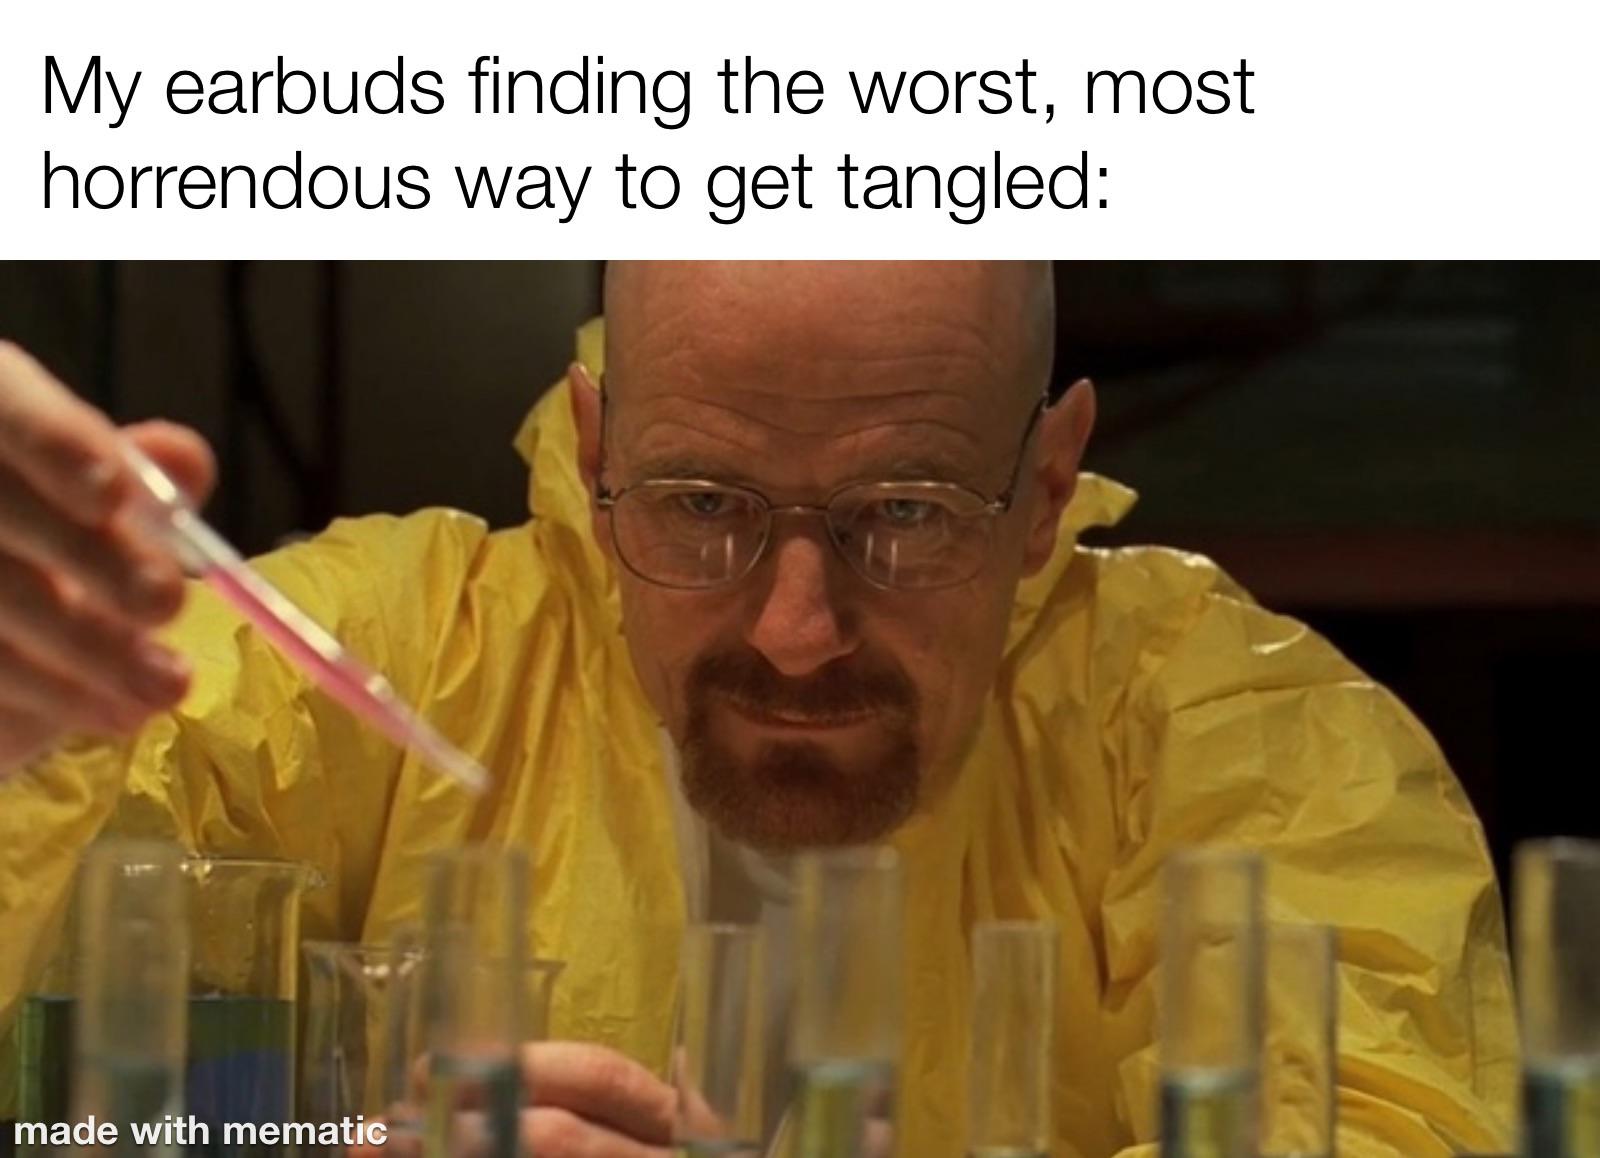 My earbuds finding the worst, most
horrendous way to get tangled:
made with mematic